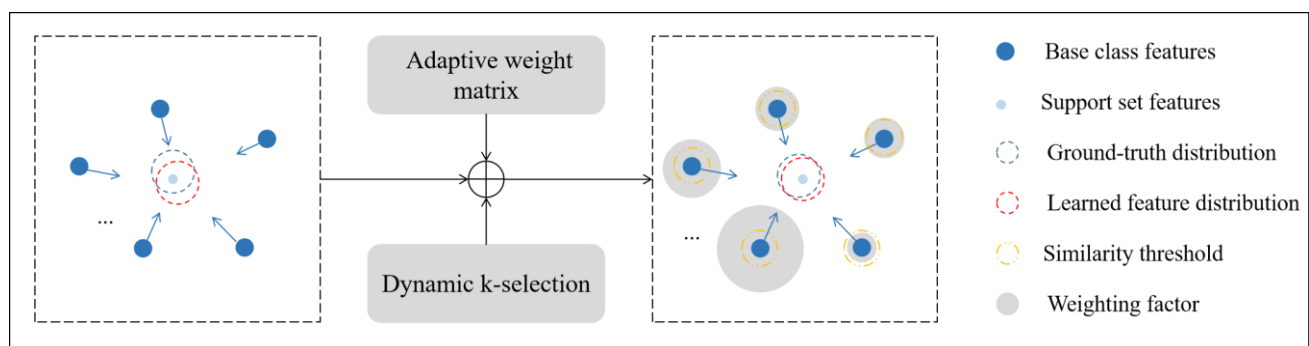 Adaptive weight
matrix
Dynamic k-selection
...
...
Base class features
Support set features
Ground-truth distribution
Learned feature distribution
Similarity threshold
Weighting factor